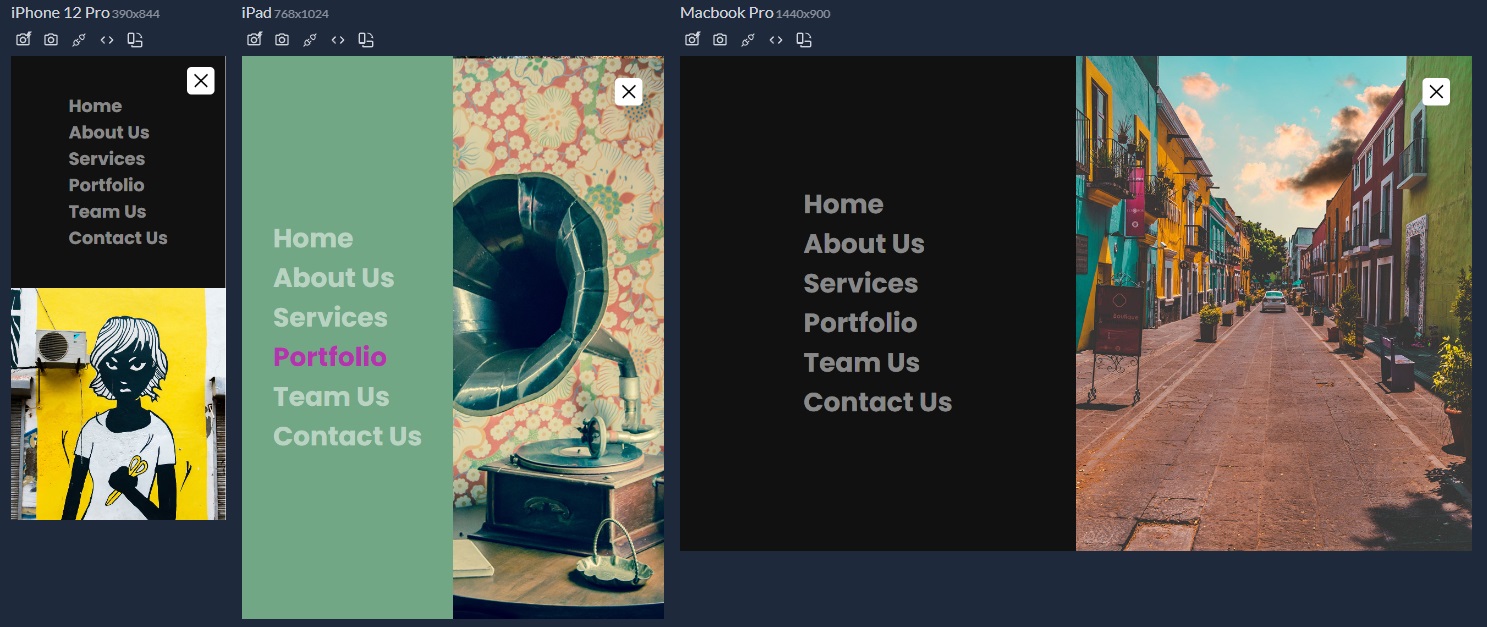 iPhone 12 Pro 390x844
Home
About Us
Services
Portfolio
Team Us
Contact Us
iPad 768x1024
Home
About Us
Services
Portfolio
Team Us
Contact Us
Macbook Pro 1440x900
Home
About Us
Services
Portfolio
Team Us
Contact Us